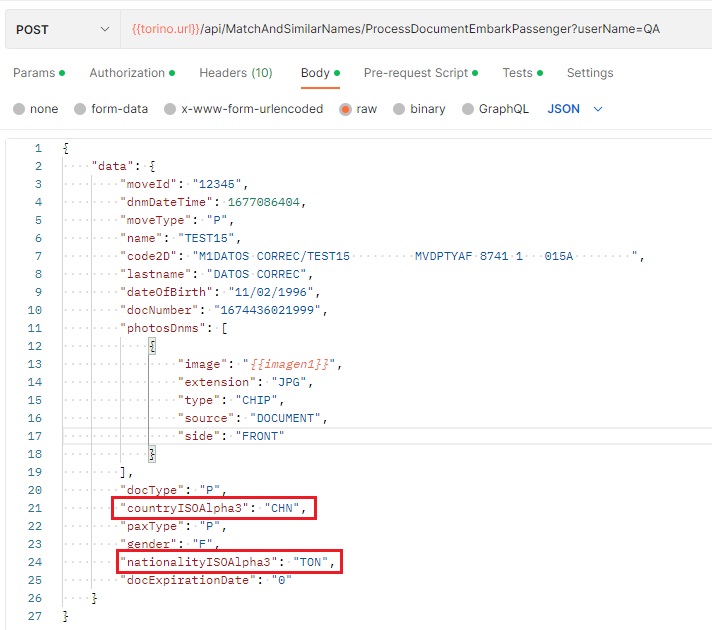 POST {{torino.url}}/api/MatchAndSimilarNames/ProcessDocumentEmbarkPassenger?userName=QA
Params Authorization Headers (10) Body Pre-request Script Tests Settings
none form-data x-www-form-urlencoded raw binary GraphQL JSON
1 {
2 "data": {
3 "moveId": "12345",
4 "dnmDateTime": 1677086404,
5 "moveType": "P",
6 "name": "TEST15",
7 "code2D": "M1DATOS CORREC/TEST15         MVDPTYAF 8741 1   015A        ",
8 "lastname": "DATOS CORREC",
9 "dateOfBirth": "11/02/1996",
10 "docNumber": "1674436021999",
11 "photosDnms": [
12 {
13 "image": "{{imagen1}}",
14 "extension": "JPG",
15 "type": "CHIP",
16 "source": "DOCUMENT",
17 "side": "FRONT"
18 }
19 ],
20 "docType": "P",
21 "countryISOAlpha3": "CHN",
22 "paxType": "P",
23 "gender": "F",
24 "nationalityISOAlpha3": "TON",
25 "docExpirationDate": "0"
26 }
27 }